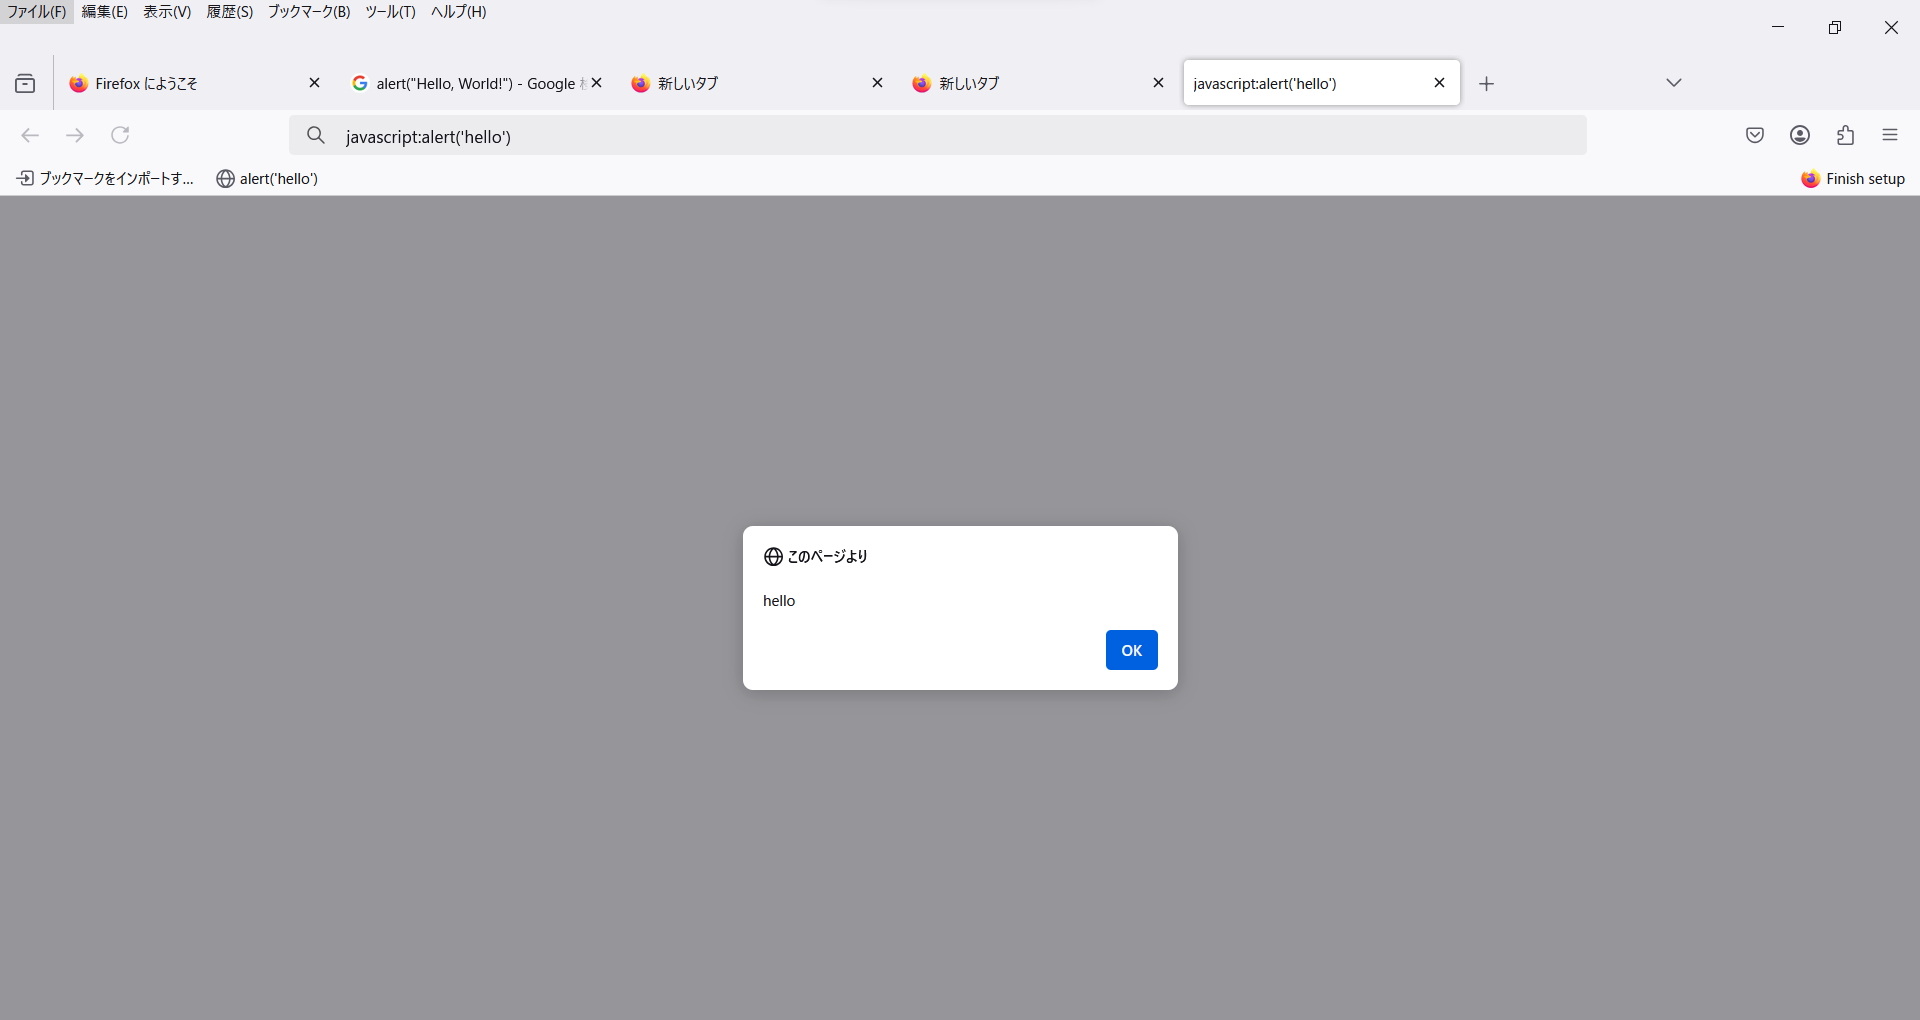 ファイル(F) 編集(E) 表示(V) 履歴(S) ブックマーク(B) ツール(T) ヘルプ(H)
Firefox にようこそ alert("Hello, World!") - Google 新しいタブ 新しいタブ javascript:alert('hello')
javascript:alert('hello')
ブックマークをインポートす... alert('hello') Finish setup
このページより
hello
OK